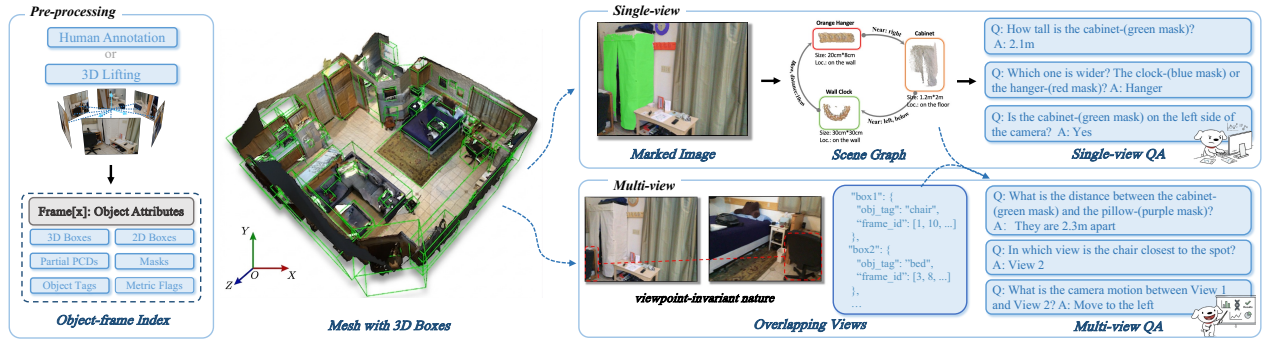 Pre-processing
Human Annotation
or
3D Lifting
Frame[x]: Object Attributes
3D Boxes
2D Boxes
Partial PCDs
Masks
Object Tags
Metric Flags
Object-frame Index
Y
O
X
Z
Mesh with 3D Boxes
Single-view
Marked Image
Orange Hanger
Size: 20cm*8cm
Loc.: on the wall
Near: right
Cabinet
Size: 1.2m*2m
Loc.: on the floor
Wall Clock
Size: 30cm*30cm
Loc.: on the wall
Near: left, below
Scene Graph
Q: How tall is the cabinet-(green mask)?
A: 2.1m
Q: Which one is wider? The clock-(blue mask) or
the hanger-(red mask)? A: Hanger
Q: Is the cabinet-(green mask) on the left side of
the camera? A: Yes
Single-view QA
Multi-view
viewpoint-invariant nature
"box1": {
"obj_tag": "chair",
"frame_id": [1, 10, ...]
},
"box2": {
"obj_tag": "bed",
"frame_id": [3, 8, ...]
},
...
Overlapping Views
Q: What is the distance between the cabinet-
(green mask) and the pillow-(purple mask)?
A: They are 2.3m apart
Q: In which view is the chair closest to the spot?
A: View 2
Q: What is the camera motion between View 1
and View 2? A: Move to the left
Multi-view QA